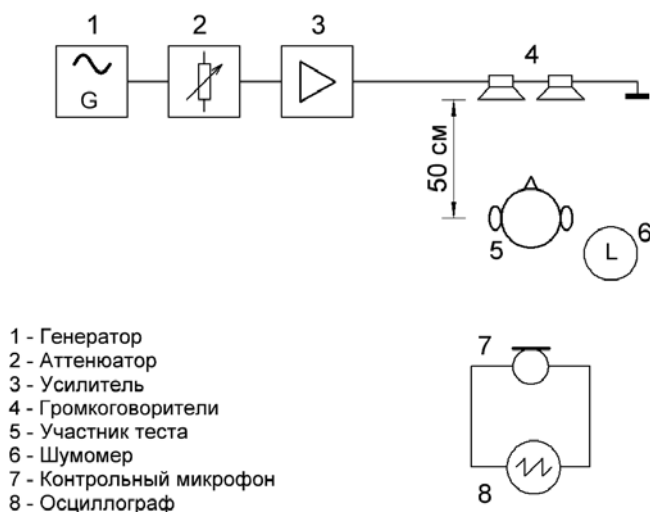 1
2
3
4
G
50 см
5
6
L
1 - Генератор
2 - Аттенюатор
3 - Усилитель
4 - Громкоговорители
5 - Участник теста
6 - Шумомер
7 - Контрольный микрофон
8 - Осциллограф
7
8